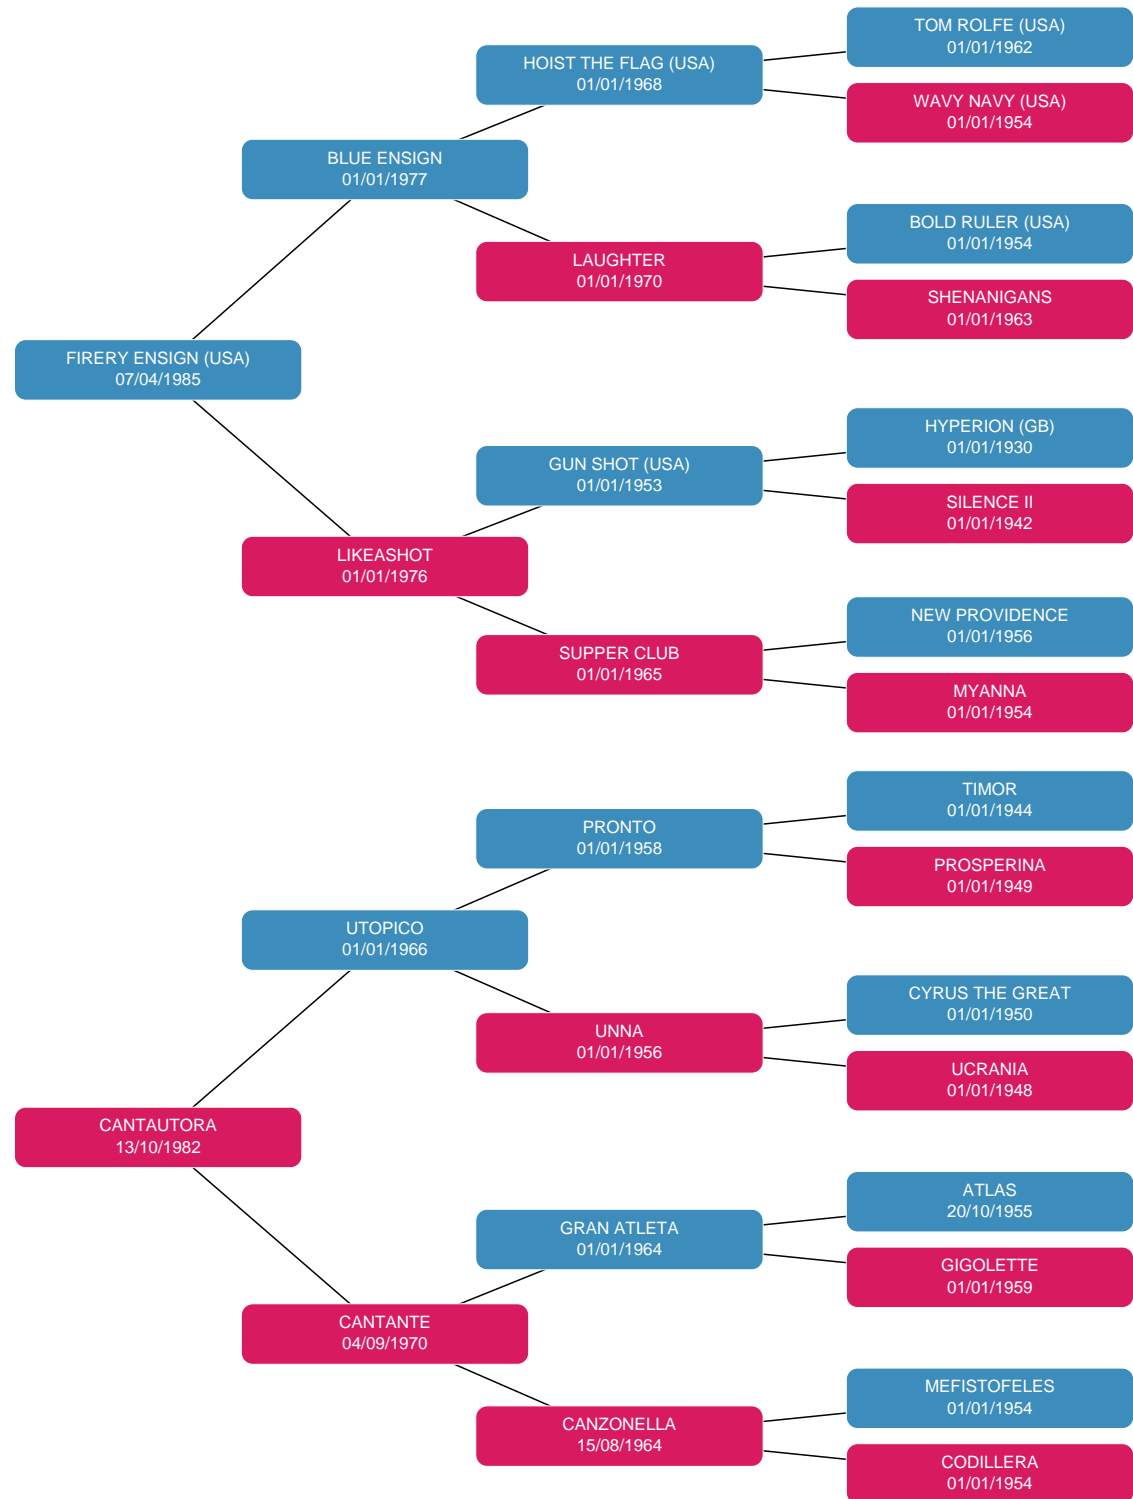 TOM ROLFE (USA)
01/01/1962
HOIST THE FLAG (USA)
01/01/1968
WAVY NAVY (USA)
01/01/1954
BLUE ENSIGN
01/01/1977
BOLD RULER (USA)
01/01/1954
LAUGHTER
01/01/1970
SHENANIGANS
01/01/1963
FIRERY ENSIGN (USA)
07/04/1985
HYPERION (GB)
01/01/1930
GUN SHOT (USA)
01/01/1953
SILENCE II
01/01/1942
LIKEASHOT
01/01/1976
NEW PROVIDENCE
01/01/1956
SUPPER CLUB
01/01/1965
MYANNA
01/01/1954
TIMOR
01/01/1944
PRONTO
01/01/1958
PROSPERINA
01/01/1949
UTOPICO
01/01/1966
CYRUS THE GREAT
01/01/1950
UNNA
01/01/1956
UCRANIA
01/01/1948
CANTAUTORA
13/10/1982
ATLAS
20/10/1955
GRAN ATLETA
01/01/1964
GIGOLETTE
01/01/1959
CANTANTE
04/09/1970
MEFISTOFELES
01/01/1954
CANZONELLA
15/08/1964
CODILLERA
01/01/1954